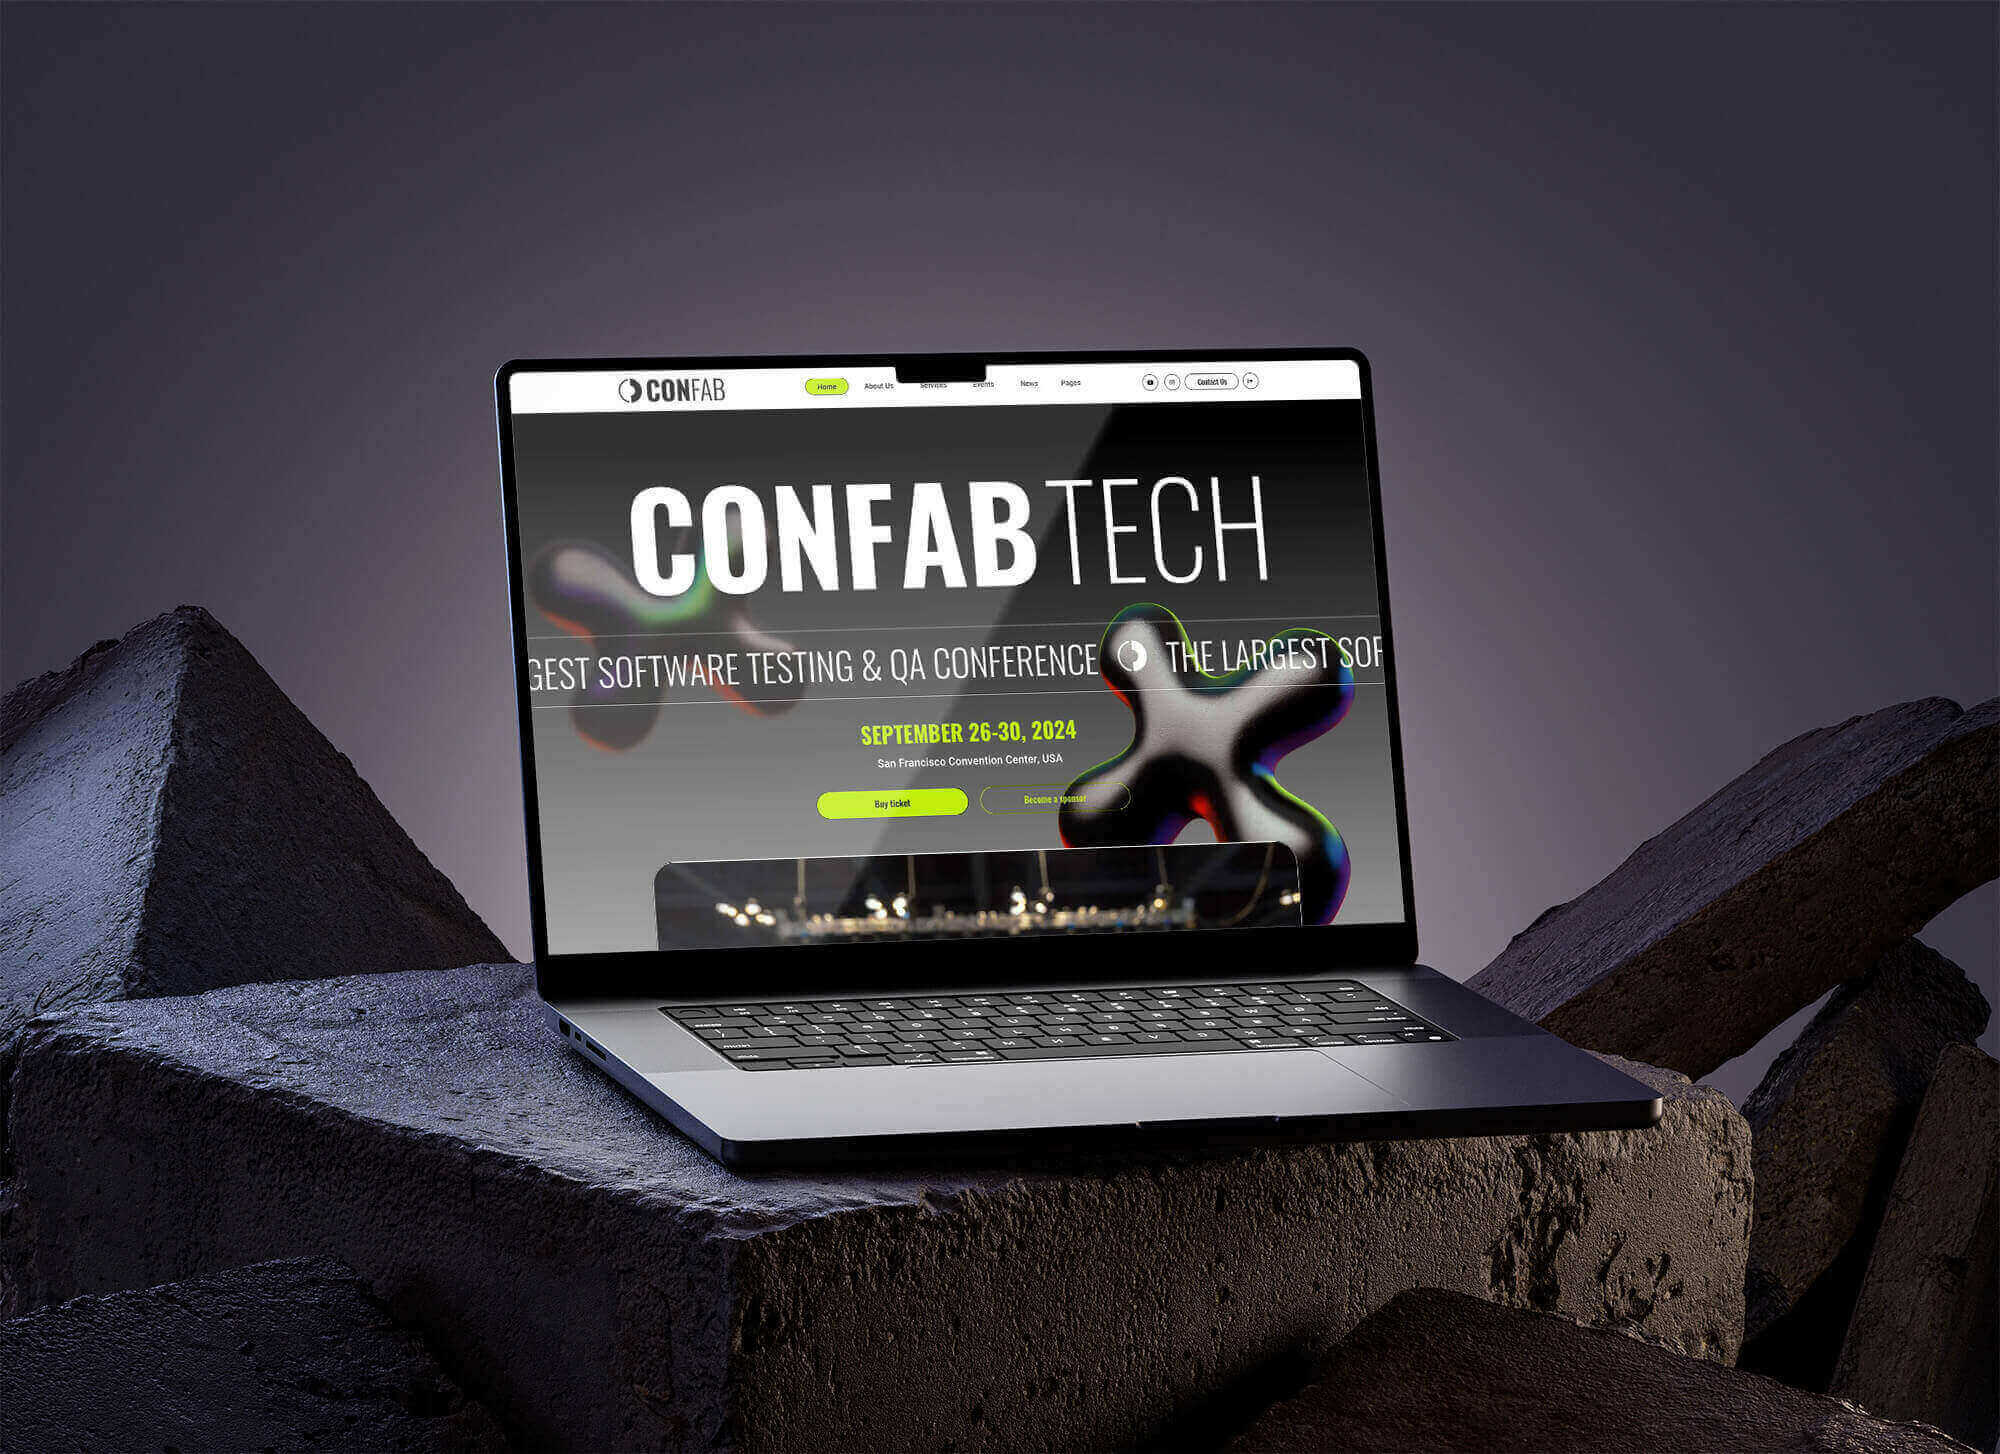 CONFAB
Home About Us Services Events News Pages Contact Us
CONFAB TECH
GEST SOFTWARE TESTING & QA CONFERENCE THE LARGEST SOF
SEPTEMBER 26-30, 2024
San Francisco Convention Center, USA
Buy ticket
Become a sponsor